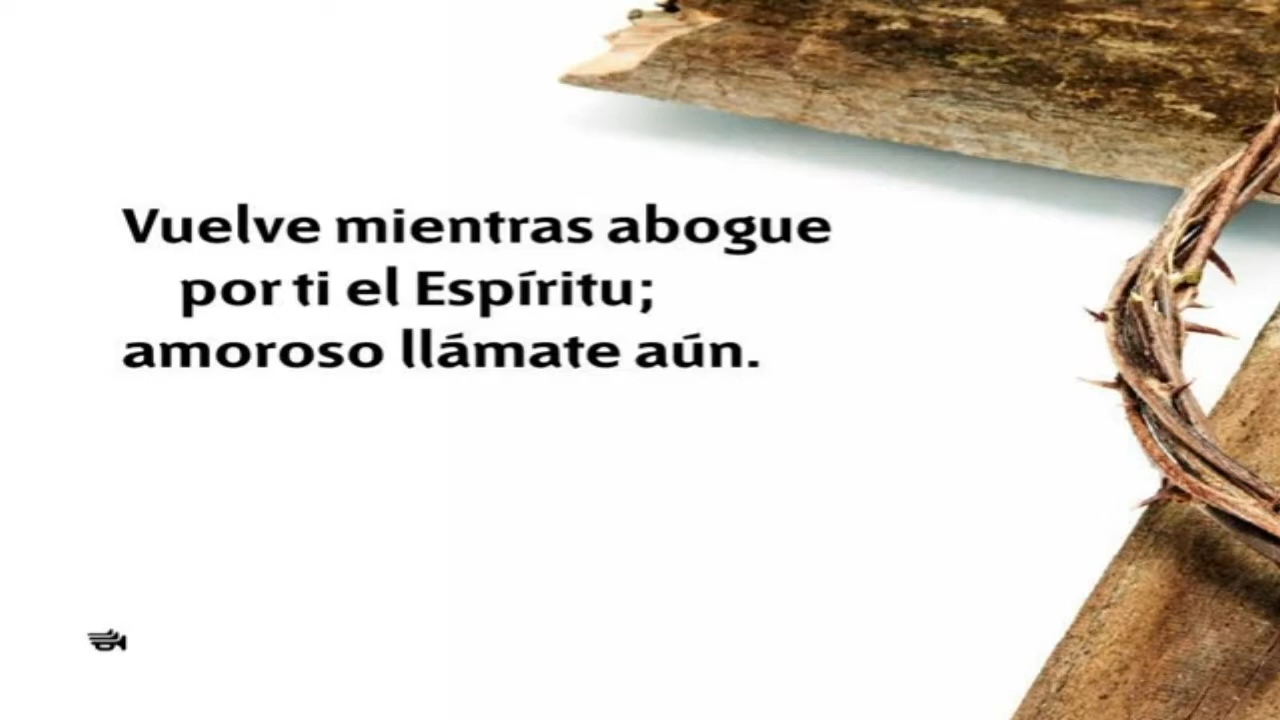 Vuelve mientras abogue
por ti el Espíritu;
amoroso llámate aún.